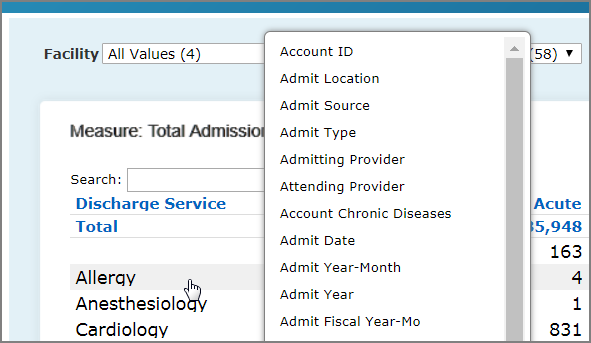 Facility All Values (4) (58)
Measure: Total Admission
Search:
Discharge Service Acute
Total 5,948
163
Allergy 4
Anesthesiology 1
Cardiology 831
Account ID
Admit Location
Admit Source
Admit Type
Admitting Provider
Attending Provider
Account Chronic Diseases
Admit Date
Admit Year-Month
Admit Year
Admit Fiscal Year-Mo